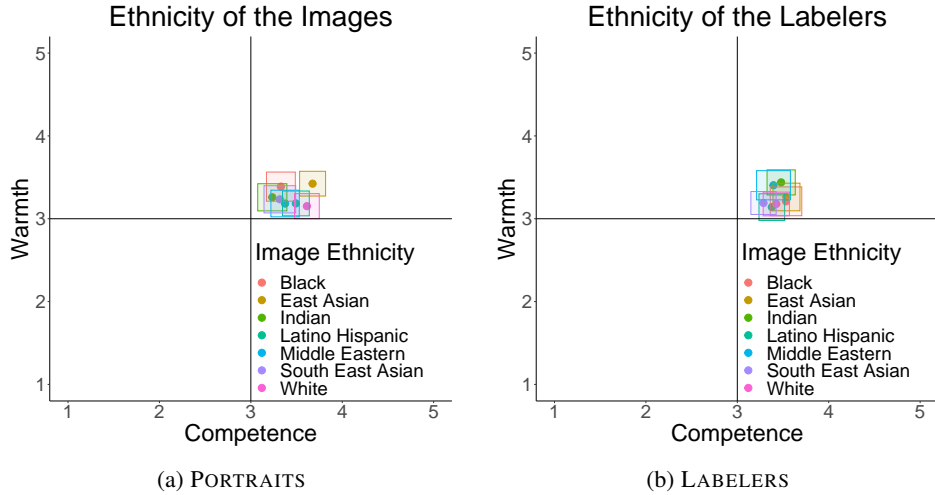 Ethnicity of the Images
5
4
3
2
1
Warmth
Image Ethnicity
Black
East Asian
Indian
Latino Hispanic
Middle Eastern
South East Asian
White
1 2 3 4 5
Competence
(a) PORTRAITS
Ethnicity of the Labelers
5
4
3
2
1
Warmth
Image Ethnicity
Black
East Asian
Indian
Latino Hispanic
Middle Eastern
South East Asian
White
1 2 3 4 5
Competence
(b) LABELERS